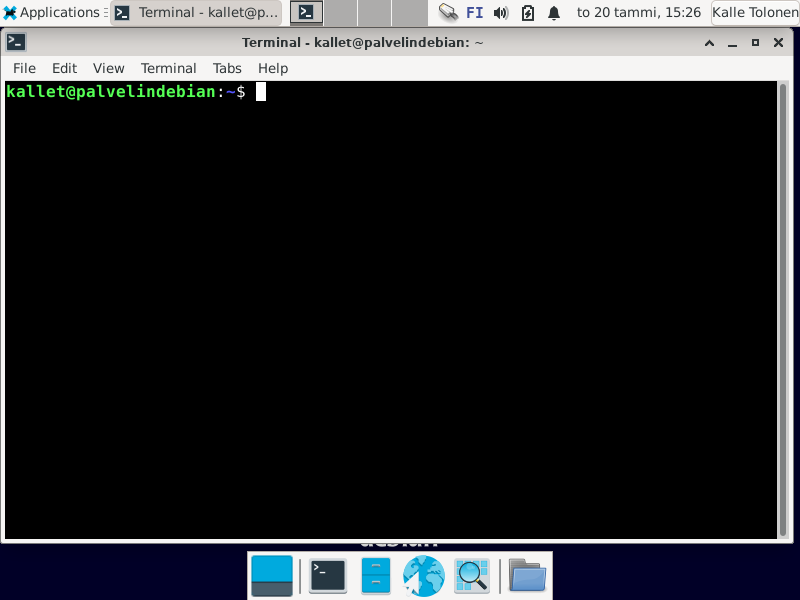 Applications Terminal - kallet@p... FI to 20 tammi, 15:26 Kalle Tolonen
Terminal - kallet@palvelindebian: ~
File Edit View Terminal Tabs Help
kallet@palvelindebian:~$
debian